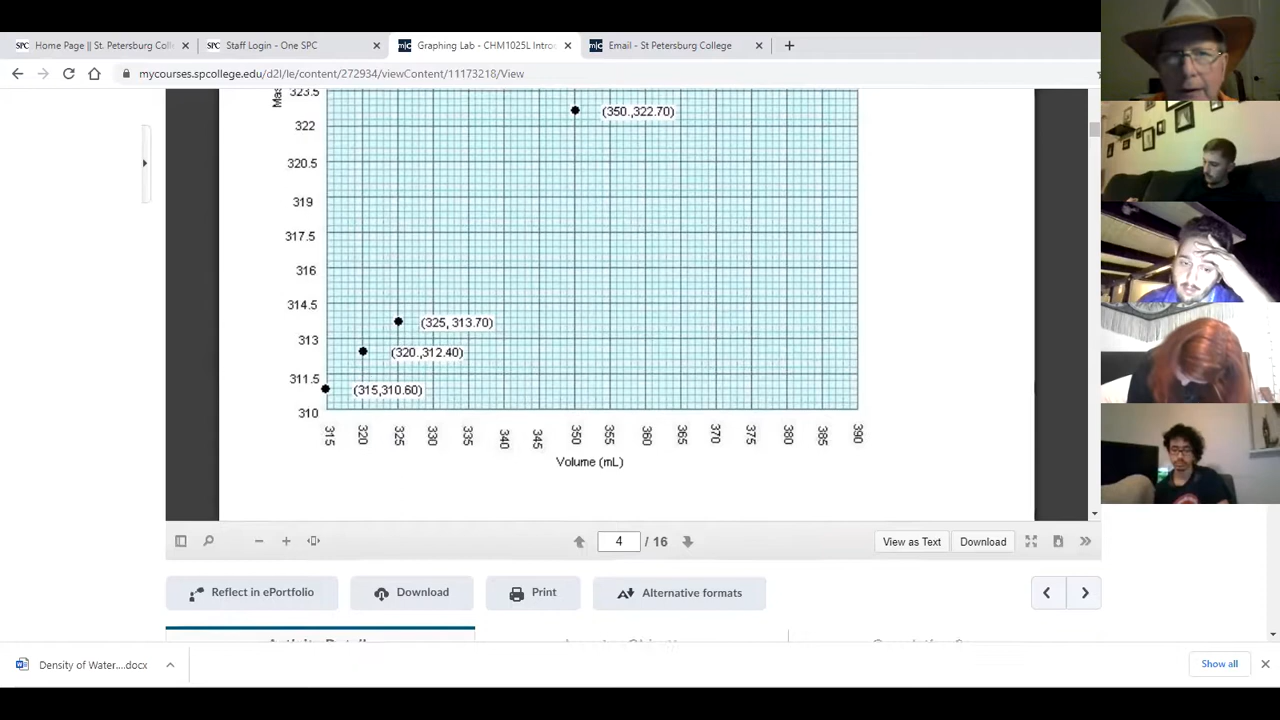 Home Page || St. Petersburg Coll
Staff Login - One SPC
Graphing Lab - CHM1025L Intro
Email - St Petersburg College
mycourses.spcollege.edu/d2l/le/content/272934/viewContent/11173218/View
323.5
(350.,322.70)
322
320.5
319
317.5
316
314.5
(325, 313.70)
313
(320.,312.40)
311.5
(315,310.60)
310
315 320 325 330 335 340 345 350 355 360 365 370 375 380 385 390
Volume (mL)
4 / 16
View as Text
Download
Reflect in ePortfolio
Download
Print
Alternative formats
Density of Water....docx
Show all